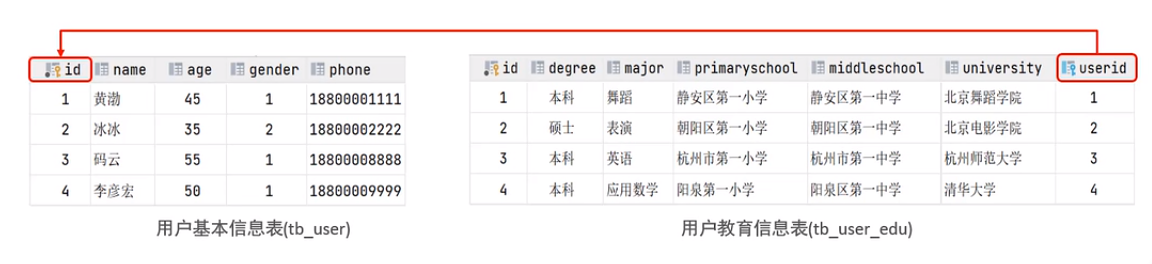 id name age gender phone
1 黄渤 45 1 18800001111
2 冰冰 35 2 18800002222
3 码云 55 1 18800008888
4 李彦宏 50 1 18800009999
用户基本信息表(tb_user)
id degree major primaryschool middleschool university userid
1 本科 舞蹈 静安区第一小学 静安区第一中学 北京舞蹈学院 1
2 硕士 表演 朝阳区第一小学 朝阳区第一中学 北京电影学院 2
3 本科 英语 杭州市第一小学 杭州市第一中学 杭州师范大学 3
4 本科 应用数学 阳泉第一小学 阳泉区第一中学 清华大学 4
用户教育信息表(tb_user_edu)